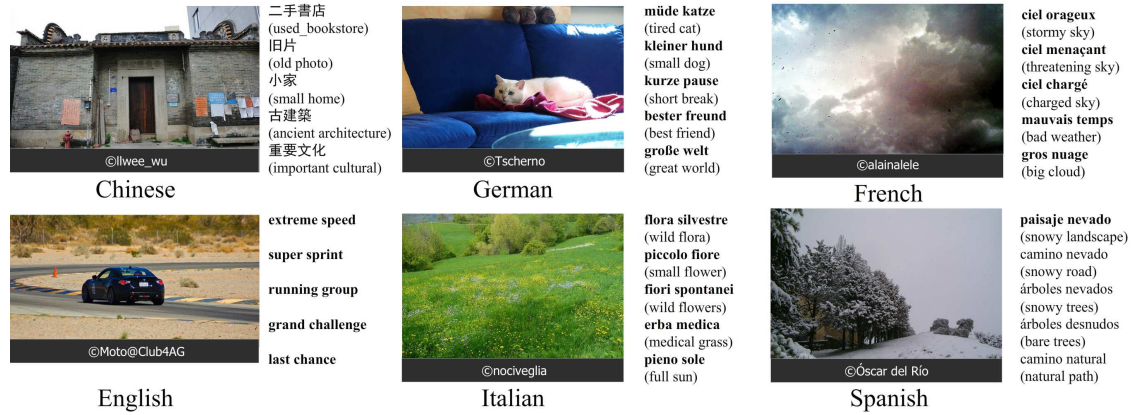 二手書店
(used_bookstore)
旧片
(old photo)
小家
(small home)
古建築
(ancient architecture)
重要文化
(important cultural)
©llwee_wu
Chinese
müde katze
(tired cat)
kleiner hund
(small dog)
kurze pause
(short break)
bester freund
(best friend)
große welt
(great world)
©Tscherno
German
ciel orageux
(stormy sky)
ciel menaçant
(threatening sky)
ciel chargé
(charged sky)
mauvais temps
(bad weather)
gros nuage
(big cloud)
©alainalele
French
extreme speed
super sprint
running group
grand challenge
last chance
©Moto@Club4AG
English
flora silvestre
(wild flora)
piccolo fiore
(small flower)
fiori spontanei
(wild flowers)
erba medica
(medical grass)
pieno sole
(full sun)
©nociveglia
Italian
paisaje nevado
(snowy landscape)
camino nevado
(snowy road)
árboles nevados
(snowy trees)
árboles desnudos
(bare trees)
camino natural
(natural path)
©Óscar del Río
Spanish